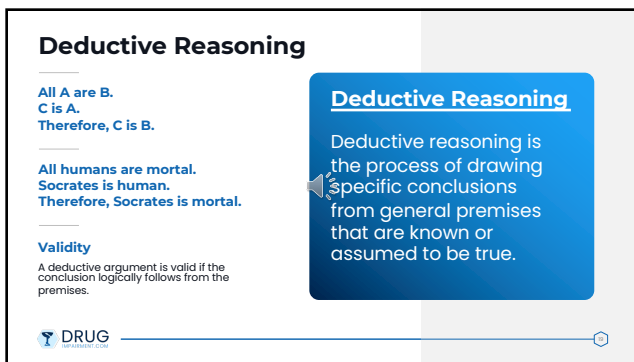 Deductive Reasoning
All A are B.
C is A.
Therefore, C is B.
All humans are mortal.
Socrates is human.
Therefore, Socrates is mortal.
Validity
A deductive argument is valid if the
conclusion logically follows from the
premises.
Deductive Reasoning
Deductive reasoning is
the process of drawing
specific conclusions
from general premises
that are known or
assumed to be true.
DRUG
IMPAIRMENT.COM